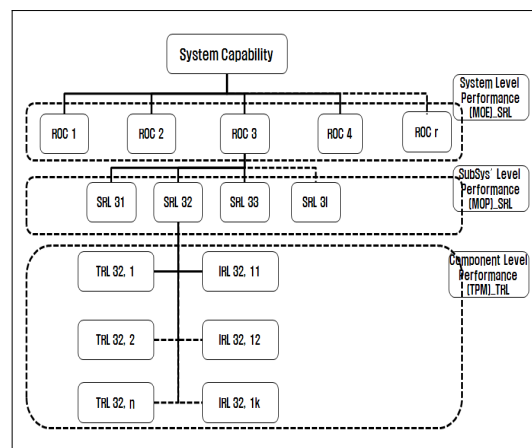 System Capability
System Level
Performance
(MOE)_SRL
ROC 1
ROC 2
ROC 3
ROC 4
ROC r
SubSys' Level
Performance
(MOP)_SRL
SRL 31
SRL 32
SRL 33
SRL 3l
Component Level
Performance
(TPM)_TRL
TRL 32, 1
IRL 32, 11
TRL 32, 2
IRL 32, 12
TRL 32, n
IRL 32, 1k